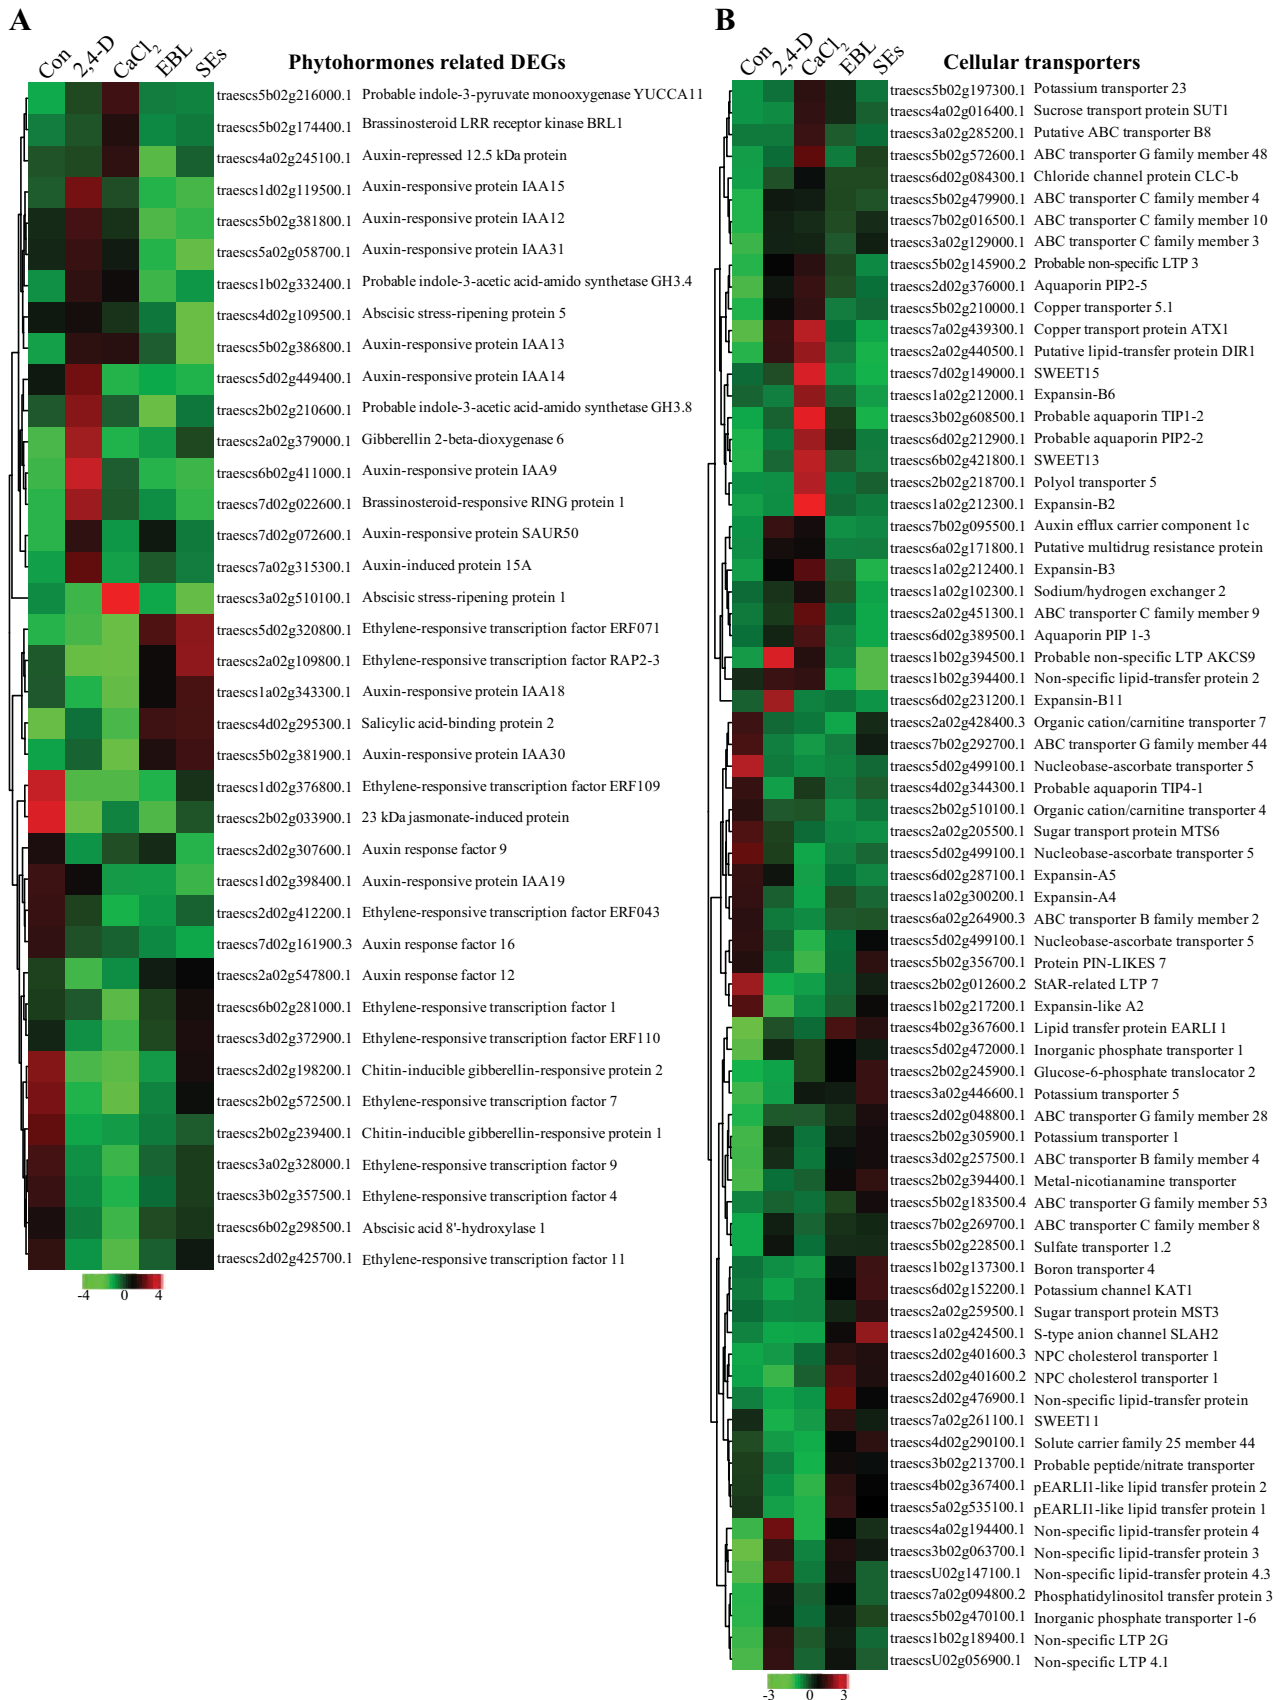 A
Con 2,4-D CaCl2 EBL SEs
Phytohormones related DEGs
traescs5b02g216000.1 Probable indole-3-pyruvate monooxygenase YUCCA11
traescs5b02g174400.1 Brassinosteroid LRR receptor kinase BRL1
traescs4a02g245100.1 Auxin-repressed 12.5 kDa protein
traescs1d02g119500.1 Auxin-responsive protein IAA15
traescs5b02g381800.1 Auxin-responsive protein IAA12
traescs5a02g058700.1 Auxin-responsive protein IAA31
traescs1b02g332400.1 Probable indole-3-acetic acid-amido synthetase GH3.4
traescs4d02g109500.1 Abscisic stress-ripening protein 5
traescs5b02g386800.1 Auxin-responsive protein IAA13
traescs5d02g449400.1 Auxin-responsive protein IAA14
traescs2b02g210600.1 Probable indole-3-acetic acid-amido synthetase GH3.8
traescs2a02g379000.1 Gibberellin 2-beta-dioxygenase 6
traescs6b02g411000.1 Auxin-responsive protein IAA9
traescs7d02g022600.1 Brassinosteroid-responsive RING protein 1
traescs7d02g072600.1 Auxin-responsive protein SAUR50
traescs7a02g315300.1 Auxin-induced protein 15A
traescs3a02g510100.1 Abscisic stress-ripening protein 1
traescs5d02g320800.1 Ethylene-responsive transcription factor ERF071
traescs2a02g109800.1 Ethylene-responsive transcription factor RAP2-3
traescs1a02g343300.1 Auxin-responsive protein IAA18
traescs4d02g295300.1 Salicylic acid-binding protein 2
traescs5b02g381900.1 Auxin-responsive protein IAA30
traescs1d02g376800.1 Ethylene-responsive transcription factor ERF109
traescs2b02g033900.1 23 kDa jasmonate-induced protein
traescs2d02g307600.1 Auxin response factor 9
traescs1d02g398400.1 Auxin-responsive protein IAA19
traescs2d02g412200.1 Ethylene-responsive transcription factor ERF043
traescs7d02g161900.3 Auxin response factor 16
traescs2a02g547800.1 Auxin response factor 12
traescs6b02g281000.1 Ethylene-responsive transcription factor 1
traescs3d02g372900.1 Ethylene-responsive transcription factor ERF110
traescs2d02g198200.1 Chitin-inducible gibberellin-responsive protein 2
traescs2b02g572500.1 Ethylene-responsive transcription factor 7
traescs2b02g239400.1 Chitin-inducible gibberellin-responsive protein 1
traescs3a02g328000.1 Ethylene-responsive transcription factor 9
traescs3b02g357500.1 Ethylene-responsive transcription factor 4
traescs6b02g298500.1 Abscisic acid 8'-hydroxylase 1
traescs2d02g425700.1 Ethylene-responsive transcription factor 11
-4 0 4
B
Con 2,4-D CaCl2 EBL SEs
Cellular transporters
traescs5b02g197300.1 Potassium transporter 23
traescs4a02g016400.1 Sucrose transport protein SUT1
traescs3a02g285200.1 Putative ABC transporter B8
traescs5b02g572600.1 ABC transporter G family member 48
traescs6d02g084300.1 Chloride channel protein CLC-b
traescs5b02g479900.1 ABC transporter C family member 4
traescs7b02g016500.1 ABC transporter C family member 10
traescs3a02g129000.1 ABC transporter C family member 3
traescs5b02g145900.2 Probable non-specific LTP 3
traescs2d02g376000.1 Aquaporin PIP2-5
traescs5b02g210000.1 Copper transporter 5.1
traescs7a02g439300.1 Copper transport protein ATX1
traescs2a02g440500.1 Putative lipid-transfer protein DIR1
traescs7d02g149000.1 SWEET15
traescs1a02g212000.1 Expansin-B6
traescs3b02g608500.1 Probable aquaporin TIP1-2
traescs6d02g212900.1 Probable aquaporin PIP2-2
traescs6b02g421800.1 SWEET13
traescs2b02g218700.1 Polyol transporter 5
traescs1a02g212300.1 Expansin-B2
traescs7b02g095500.1 Auxin efflux carrier component 1c
traescs6a02g171800.1 Putative multidrug resistance protein
traescs1a02g212400.1 Expansin-B3
traescs1a02g102300.1 Sodium/hydrogen exchanger 2
traescs2a02g451300.1 ABC transporter C family member 9
traescs6d02g389500.1 Aquaporin PIP 1-3
traescs1b02g394500.1 Probable non-specific LTP AKCS9
traescs1b02g394400.1 Non-specific lipid-transfer protein 2
traescs6d02g231200.1 Expansin-B11
traescs2a02g428400.3 Organic cation/carnitine transporter 7
traescs7b02g292700.1 ABC transporter G family member 44
traescs5d02g499100.1 Nucleobase-ascorbate transporter 5
traescs4d02g344300.1 Probable aquaporin TIP4-1
traescs2b02g510100.1 Organic cation/carnitine transporter 4
traescs2a02g205500.1 Sugar transport protein MTS6
traescs5d02g499100.1 Nucleobase-ascorbate transporter 5
traescs6d02g287100.1 Expansin-A5
traescs1a02g300200.1 Expansin-A4
traescs6a02g264900.3 ABC transporter B family member 2
traescs5d02g499100.1 Nucleobase-ascorbate transporter 5
traescs5b02g356700.1 Protein PIN-LIKES 7
traescs2b02g012600.2 StAR-related LTP 7
traescs1b02g217200.1 Expansin-like A2
traescs4b02g367600.1 Lipid transfer protein EARLI 1
traescs5d02g472000.1 Inorganic phosphate transporter 1
traescs2b02g245900.1 Glucose-6-phosphate translocator 2
traescs3a02g446600.1 Potassium transporter 5
traescs2d02g048800.1 ABC transporter G family member 28
traescs2b02g305900.1 Potassium transporter 1
traescs3d02g257500.1 ABC transporter B family member 4
traescs2b02g394400.1 Metal-nicotianamine transporter
traescs5b02g183500.4 ABC transporter G family member 53
traescs7b02g269700.1 ABC transporter C family member 8
traescs5b02g228500.1 Sulfate transporter 1.2
traescs1b02g137300.1 Boron transporter 4
traescs6d02g152200.1 Potassium channel KAT1
traescs2a02g259500.1 Sugar transport protein MST3
traescs1a02g424500.1 S-type anion channel SLAH2
traescs2d02g401600.3 NPC cholesterol transporter 1
traescs2d02g401600.2 NPC cholesterol transporter 1
traescs2d02g476900.1 Non-specific lipid-transfer protein
traescs7a02g261100.1 SWEET11
traescs4d02g290100.1 Solute carrier family 25 member 44
traescs3b02g213700.1 Probable peptide/nitrate transporter
traescs4b02g367400.1 pEARLI1-like lipid transfer protein 2
traescs5a02g535100.1 pEARLI1-like lipid transfer protein 1
traescs4a02g194400.1 Non-specific lipid-transfer protein 4
traescs3b02g063700.1 Non-specific lipid-transfer protein 3
traescsU02g147100.1 Non-specific lipid-transfer protein 4.3
traescs7a02g094800.2 Phosphatidylinositol transfer protein 3
traescs5b02g470100.1 Inorganic phosphate transporter 1-6
traescs1b02g189400.1 Non-specific LTP 2G
traescsU02g056900.1 Non-specific LTP 4.1
-3 0 3